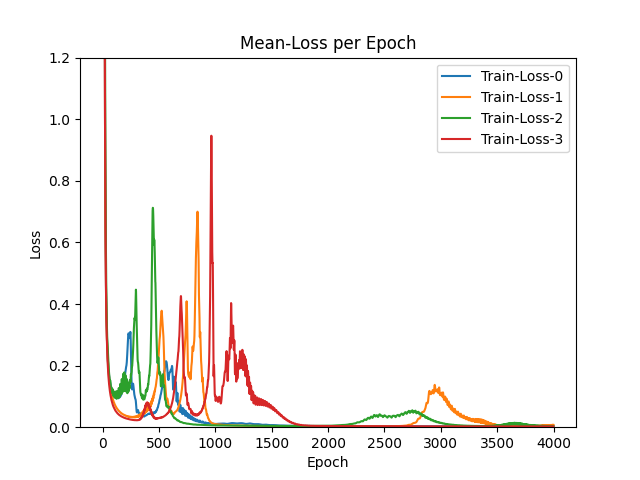 Mean-Loss per Epoch
1.2
1.0
0.8
0.6
0.4
0.2
0.0
Loss
Train-Loss-0
Train-Loss-1
Train-Loss-2
Train-Loss-3
0 500 1000 1500 2000 2500 3000 3500 4000
Epoch